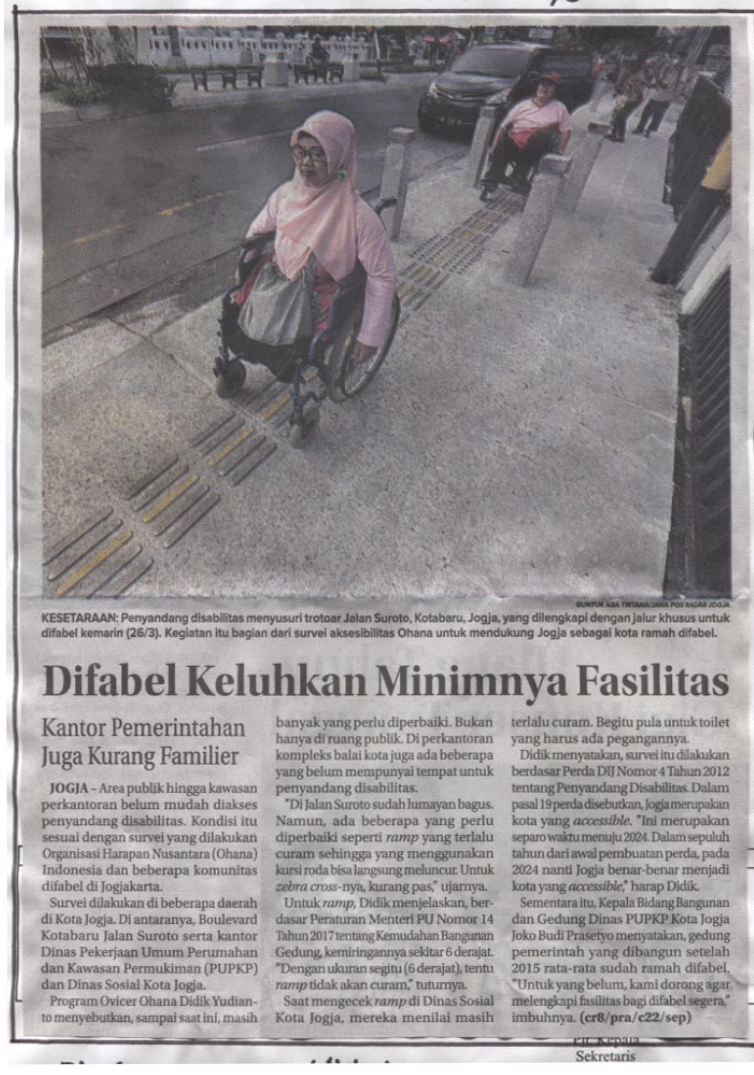 GUNTUR AGA TIRTANA/JAWA POS RADAR JOGJA
KESETARAAN: Penyandang disabilitas menyusuri trotoar Jalan Suroto, Kotabaru, Jogja, yang dilengkapi dengan jalur khusus untuk
difabel kemarin (26/3). Kegiatan itu bagian dari survei aksesibilitas Ohana untuk mendukung Jogja sebagai kota ramah difabel.
Difabel Keluhkan Minimnya Fasilitas
Kantor Pemerintahan
Juga Kurang Familier
JOGJA – Area publik hingga kawasan
perkantoran belum mudah diakses
penyandang disabilitas. Kondisi itu
sesuai dengan survei yang dilakukan
Organisasi Harapan Nusantara (Ohana)
Indonesia dan beberapa komunitas
difabel di Jogjakarta.
Survei dilakukan di beberapa daerah
di Kota Jogja. Di antaranya, Boulevard
Kotabaru Jalan Suroto serta kantor
Dinas Pekerjaan Umum Perumahan
dan Kawasan Permukiman (PUPKP)
dan Dinas Sosial Kota Jogja.
Program Ovicer Ohana Didik Yudian-
to menyebutkan, sampai saat ini, masih
banyak yang perlu diperbaiki. Bukan
hanya di ruang publik. Di perkantoran
kompleks balai kota juga ada beberapa
yang belum mempunyai tempat untuk
penyandang disabilitas.
"Di Jalan Suroto sudah lumayan bagus.
Namun, ada beberapa yang perlu
diperbaiki seperti ramp yang terlalu
curam sehingga yang menggunakan
kursi roda bisa langsung meluncur. Untuk
zebra cross-nya, kurang pas," ujarnya.
Untuk ramp, Didik menjelaskan, ber-
dasar Peraturan Menteri PU Nomor 14
Tahun 2017 tentang Kemudahan Bangunan
Gedung, kemiringannya sekitar 6 derajat.
"Dengan ukuran segitu (6 derajat), tentu
ramp tidak akan curam," tuturnya.
Saat mengecek ramp di Dinas Sosial
Kota Jogja, mereka menilai masih
terlalu curam. Begitu pula untuk toilet
yang harus ada pegangannya.
Didik menyatakan, survei itu dilakukan
berdasar Perda DIJ Nomor 4 Tahun 2012
tentang Penyandang Disabilitas. Dalam
pasal 19 perda disebutkan, Jogja merupakan
kota yang accessible. "Ini merupakan
separo waktu menuju 2024. Dalam sepuluh
tahun dari awal pembuatan perda, pada
2024 nanti Jogja benar-benar menjadi
kota yang accessible," harap Didik.
Sementara itu, Kepala Bidang Bangunan
dan Gedung Dinas PUPKP Kota Jogja
Joko Budi Prasetyo menyatakan, gedung
pemerintah yang dibangun setelah
2015 rata-rata sudah ramah difabel.
"Untuk yang belum, kami dorong agar
melengkapi fasilitas bagi difabel segera,"
imbuhnya. (cr8/pra/c22/sep)
Plt. Kepala
Sekretaris